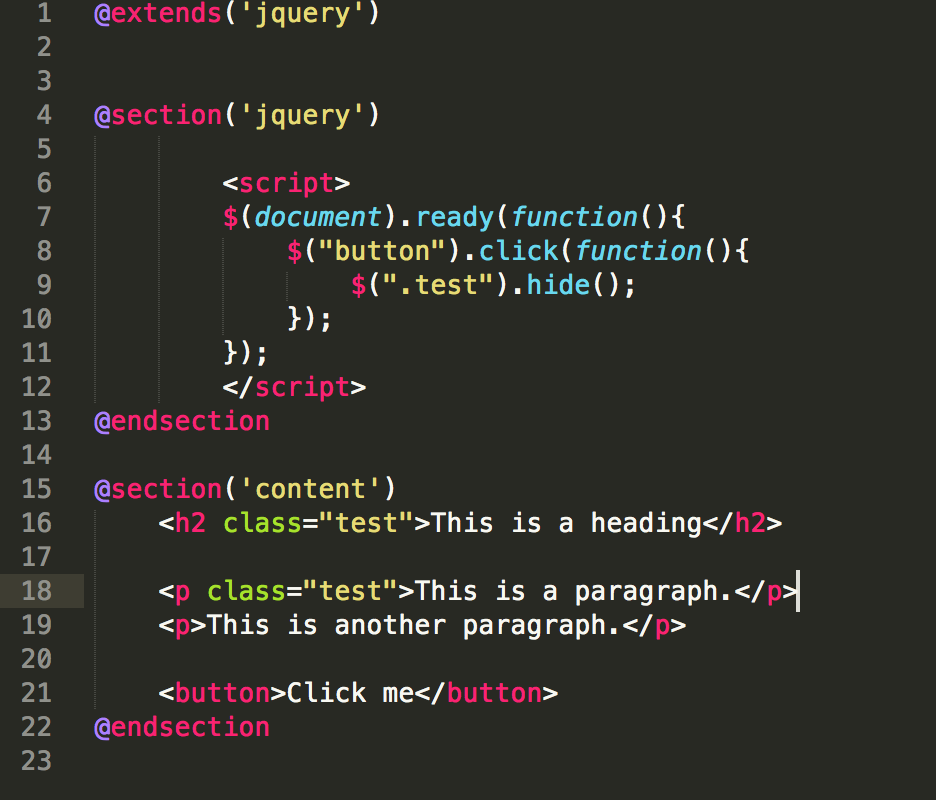 1 @extends('jquery')
2
3
4 @section('jquery')
5
6 <script>
7 $(document).ready(function(){
8 $("button").click(function(){
9 $(".test").hide();
10 });
11 });
12 </script>
13 @endsection
14
15 @section('content')
16 <h2 class="test">This is a heading</h2>
17
18 <p class="test">This is a paragraph.</p>
19 <p>This is another paragraph.</p>
20
21 <button>Click me</button>
22 @endsection
23